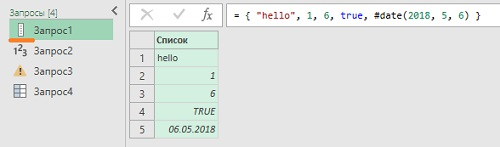 Запросы [4]
Запрос1
Запрос2
Запрос3
Запрос4
fx
= { "hello", 1, 6, true, #date(2018, 5, 6) }
Список
1 hello
2 1
3 6
4 TRUE
5 06.05.2018